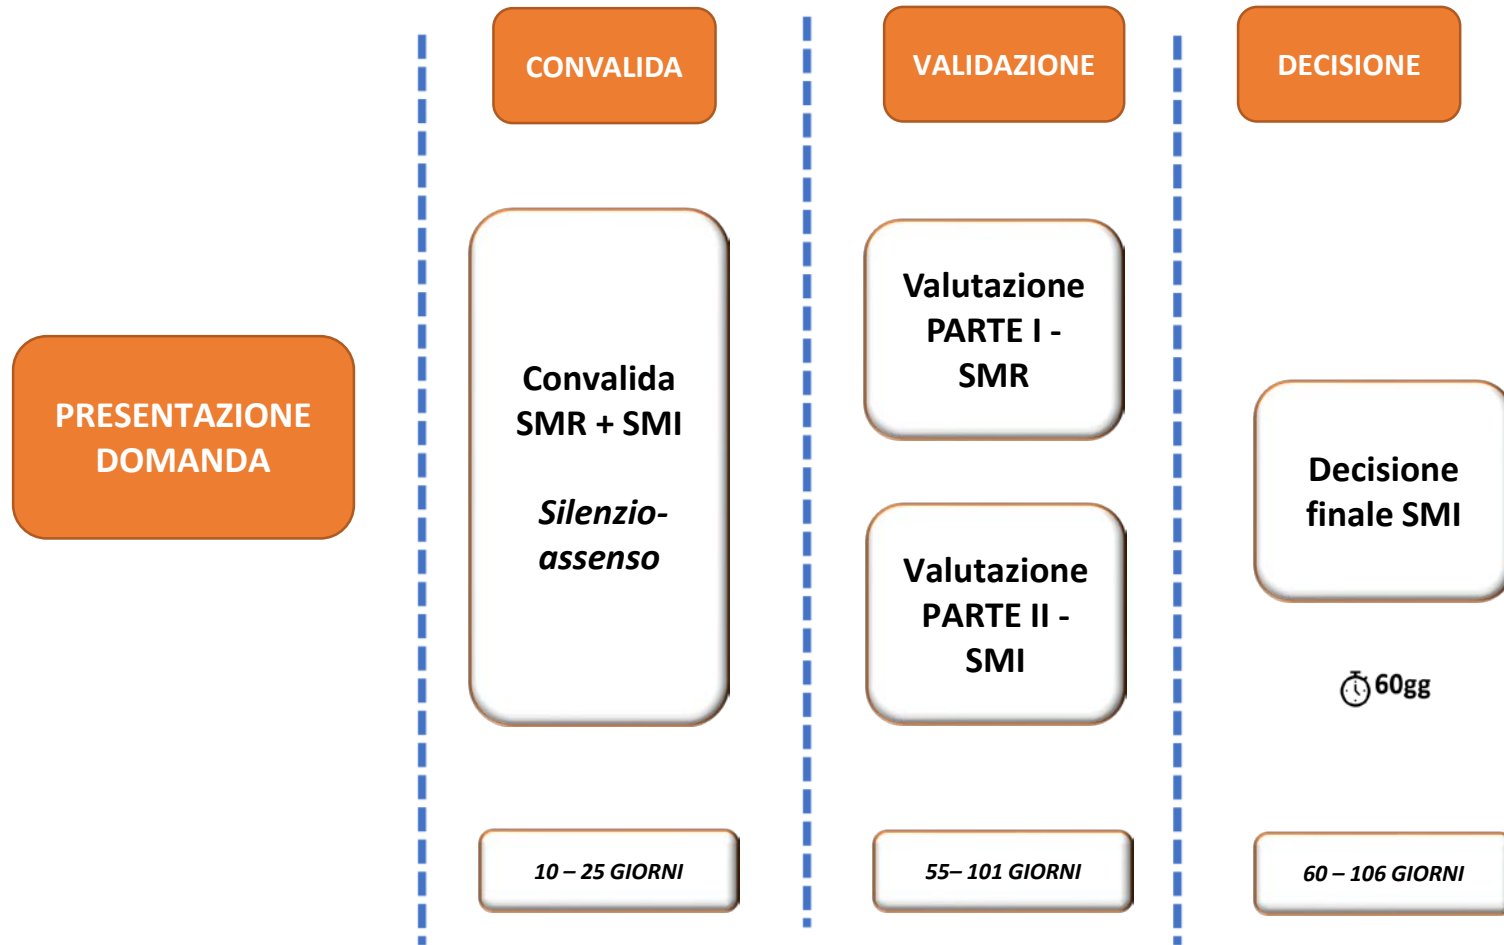 CONVALIDA
VALIDAZIONE
DECISIONE
PRESENTAZIONE
DOMANDA
Convalida
SMR + SMI
Silenzio-
assenso
Valutazione
PARTE I -
SMR
Valutazione
PARTE II -
SMI
Decisione
finale SMI
60gg
10 – 25 GIORNI
55– 101 GIORNI
60 – 106 GIORNI